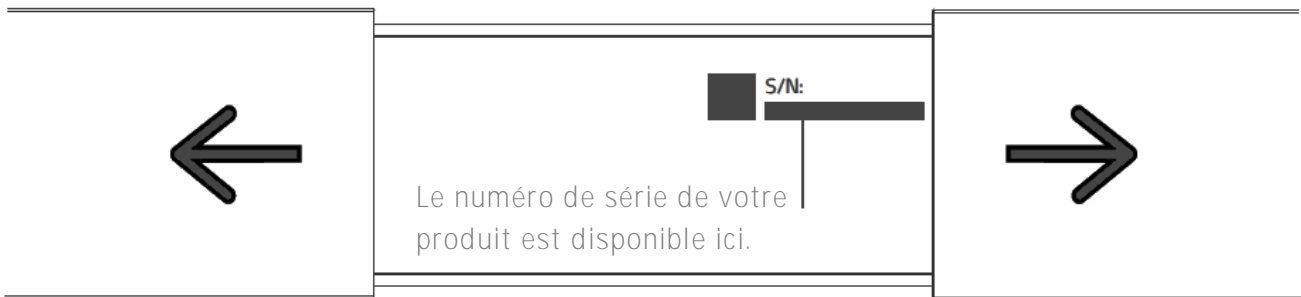 S/N:
Le numéro de série de votre
produit est disponible ici.